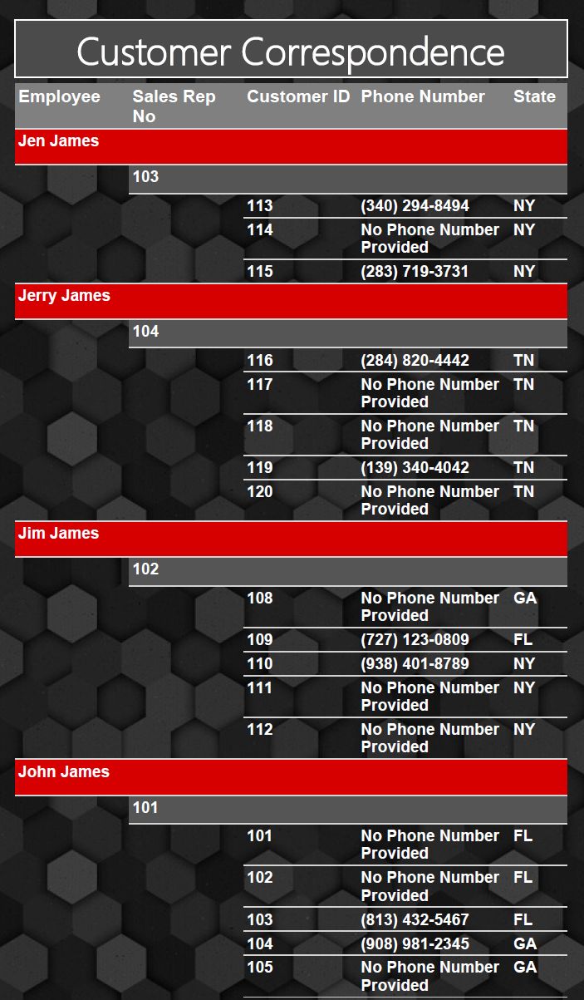 Customer Correspondence
Employee Sales Rep No Customer ID Phone Number State
Jen James
103
113 (340) 294-8494 NY
114 No Phone Number Provided NY
115 (283) 719-3731 NY
Jerry James
104
116 (284) 820-4442 TN
117 No Phone Number Provided TN
118 No Phone Number Provided TN
119 (139) 340-4042 TN
120 No Phone Number Provided TN
Jim James
102
108 No Phone Number Provided GA
109 (727) 123-0809 FL
110 (938) 401-8789 NY
111 No Phone Number Provided NY
112 No Phone Number Provided NY
John James
101
101 No Phone Number Provided FL
102 No Phone Number Provided FL
103 (813) 432-5467 FL
104 (908) 981-2345 GA
105 No Phone Number Provided GA